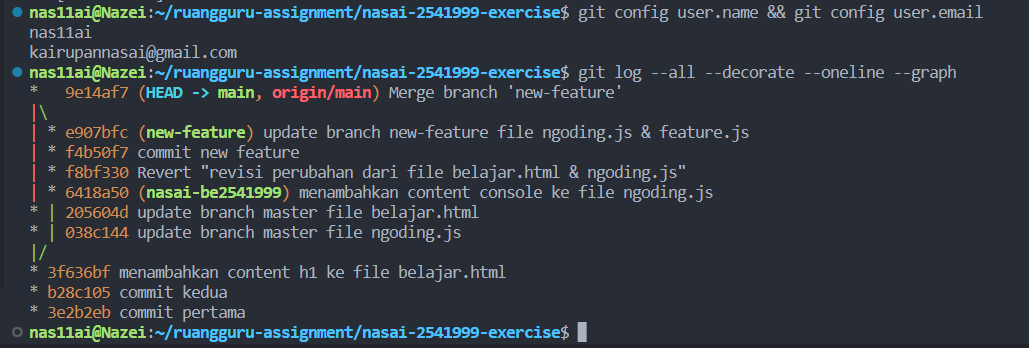 nas11ai@Nazei:~/ruangguru-assignment/nasai-2541999-exercise$ git config user.name && git config user.email
nas11ai
kairupannasai@gmail.com
nas11ai@Nazei:~/ruangguru-assignment/nasai-2541999-exercise$ git log --all --decorate --oneline --graph
*   9e14af7 (HEAD -> main, origin/main) Merge branch 'new-feature'
|\
| * e907bfc (new-feature) update branch new-feature file ngoding.js & feature.js
| * f4b50f7 commit new feature
| * f8bf330 Revert "revisi perubahan dari file belajar.html & ngoding.js"
| * 6418a50 (nasai-be2541999) menambahkan content console ke file ngoding.js
* | 205604d update branch master file belajar.html
* | 038c144 update branch master file ngoding.js
|/
* 3f636bf menambahkan content h1 ke file belajar.html
* b28c105 commit kedua
* 3e2b2eb commit pertama
nas11ai@Nazei:~/ruangguru-assignment/nasai-2541999-exercise$